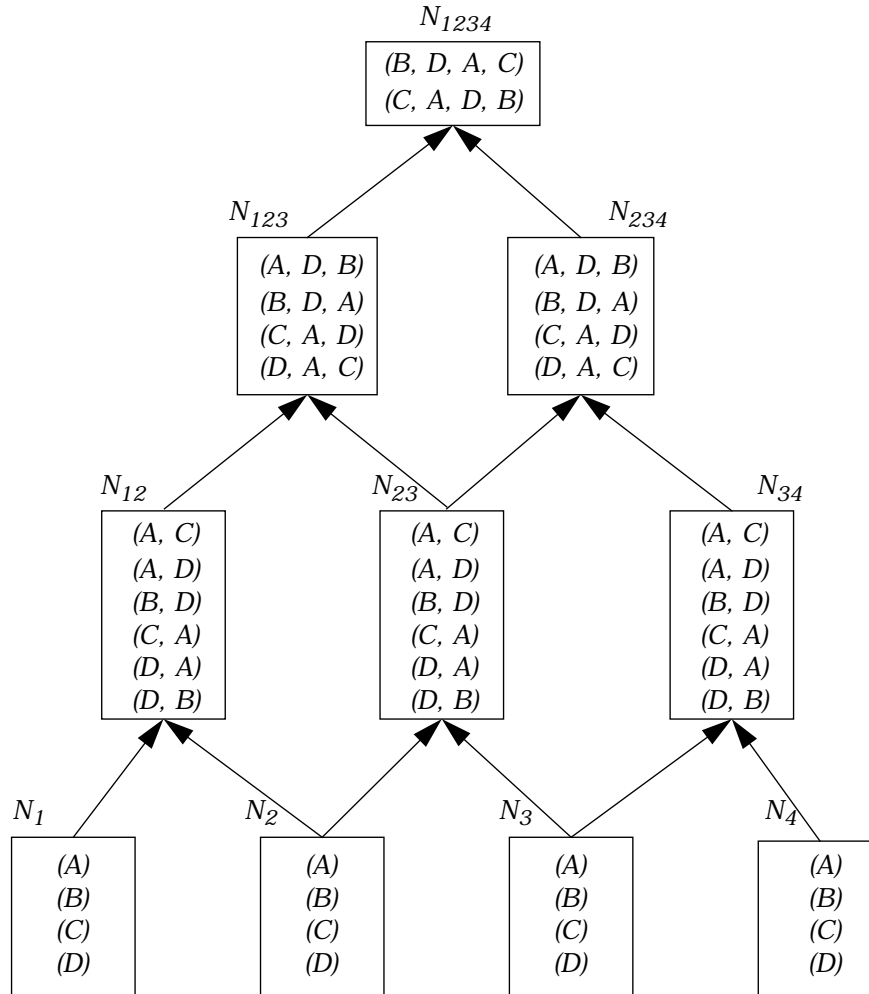 N1234
(B, D, A, C)
(C, A, D, B)
N123
(A, D, B)
(B, D, A)
(C, A, D)
(D, A, C)
N234
(A, D, B)
(B, D, A)
(C, A, D)
(D, A, C)
N12
(A, C)
(A, D)
(B, D)
(C, A)
(D, A)
(D, B)
N23
(A, C)
(A, D)
(B, D)
(C, A)
(D, A)
(D, B)
N34
(A, C)
(A, D)
(B, D)
(C, A)
(D, A)
(D, B)
N1
(A)
(B)
(C)
(D)
N2
(A)
(B)
(C)
(D)
N3
(A)
(B)
(C)
(D)
N4
(A)
(B)
(C)
(D)